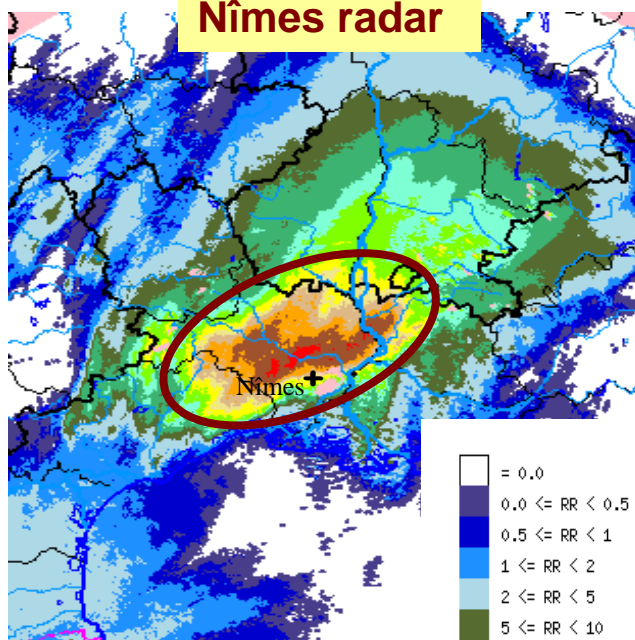 Nîmes radar
Nîmes
= 0.0
0.0 <= RR < 0.5
0.5 <= RR < 1
1 <= RR < 2
2 <= RR < 5
5 <= RR < 10